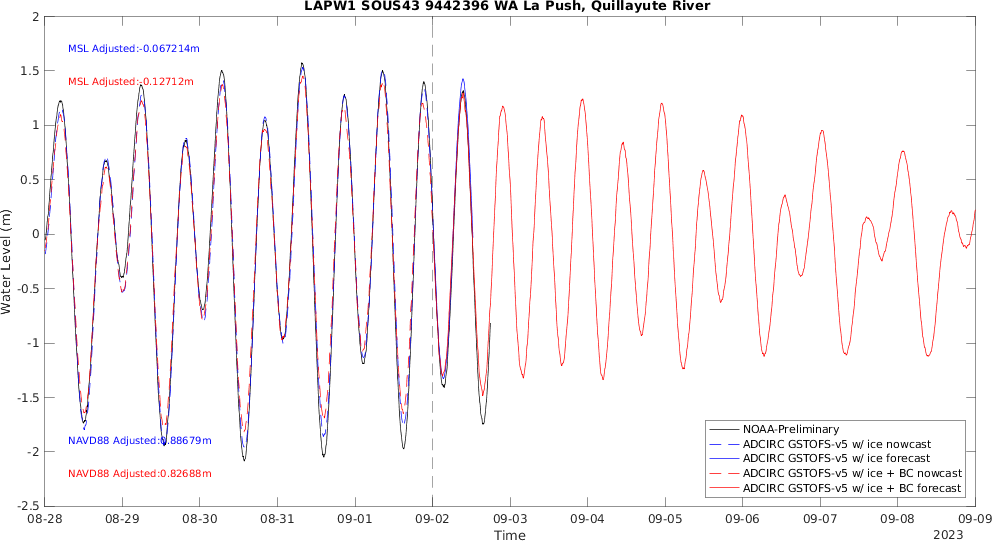 LAPW1 SOUS43 9442396 WA La Push, Quillayute River
MSL Adjusted:-0.067214m
MSL Adjusted:-0.12712m
NAVD88 Adjusted:0.88679m
NAVD88 Adjusted:0.82688m
Water Level (m)
2
1.5
1
0.5
0
-0.5
-1
-1.5
-2
-2.5
08-28
08-29
08-30
08-31
09-01
09-02
09-03
09-04
09-05
09-06
09-07
09-08
09-09
Time
2023
NOAA-Preliminary
ADCIRC GSTOFS-v5 w/ ice nowcast
ADCIRC GSTOFS-v5 w/ ice forecast
ADCIRC GSTOFS-v5 w/ ice + BC nowcast
ADCIRC GSTOFS-v5 w/ ice + BC forecast